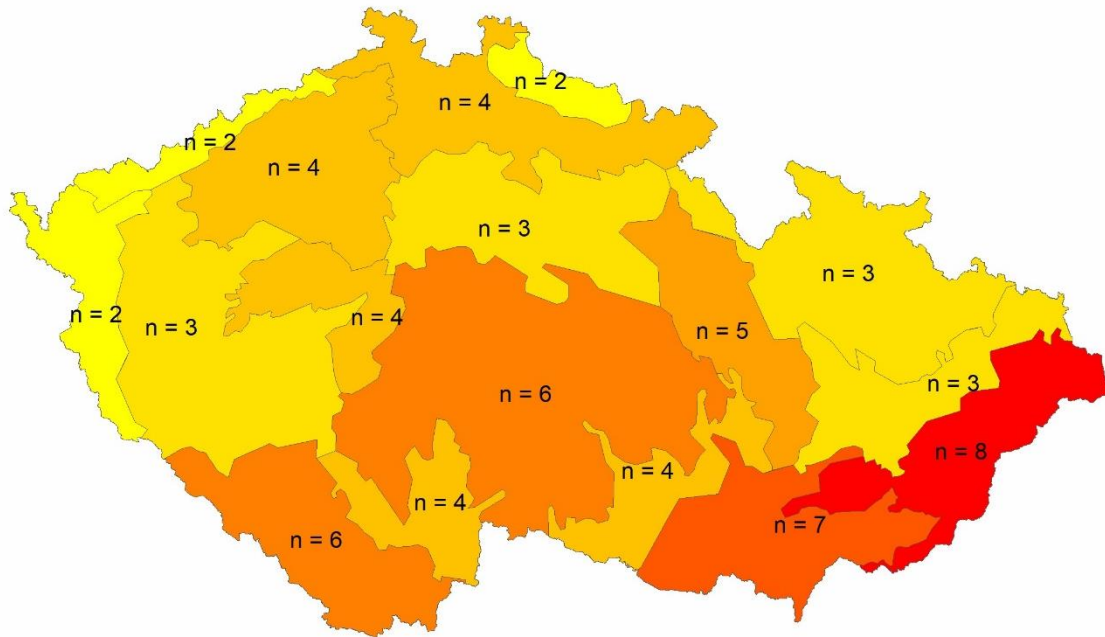 n = 2
n = 4
n = 2
n = 4
n = 3
n = 3
n = 2
n = 3
n = 4
n = 5
n = 3
n = 6
n = 8
n = 4
n = 4
n = 7
n = 6